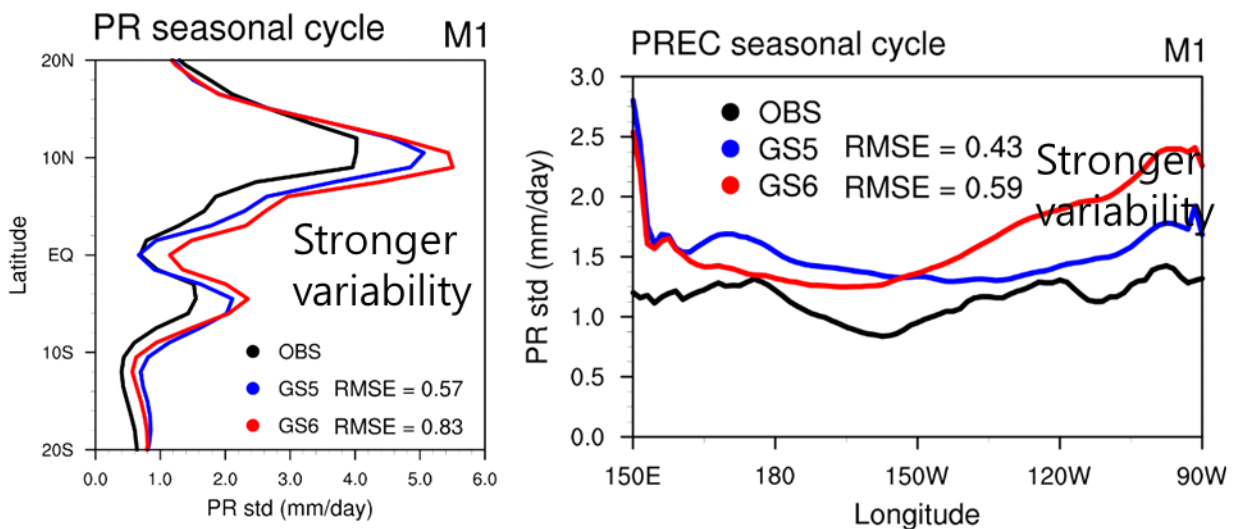 PR seasonal cycle M1
20N
10N
EQ
10S
20S
Latitude
Stronger
variability
OBS
GS5 RMSE = 0.57
GS6 RMSE = 0.83
0.0 1.0 2.0 3.0 4.0 5.0 6.0
PR std (mm/day)
PREC seasonal cycle M1
3.0
2.5
2.0
1.5
1.0
0.5
0.0
PR std (mm/day)
OBS
GS5 RMSE = 0.43
GS6 RMSE = 0.59
Stronger
variability
150E 180 150W 120W 90W
Longitude